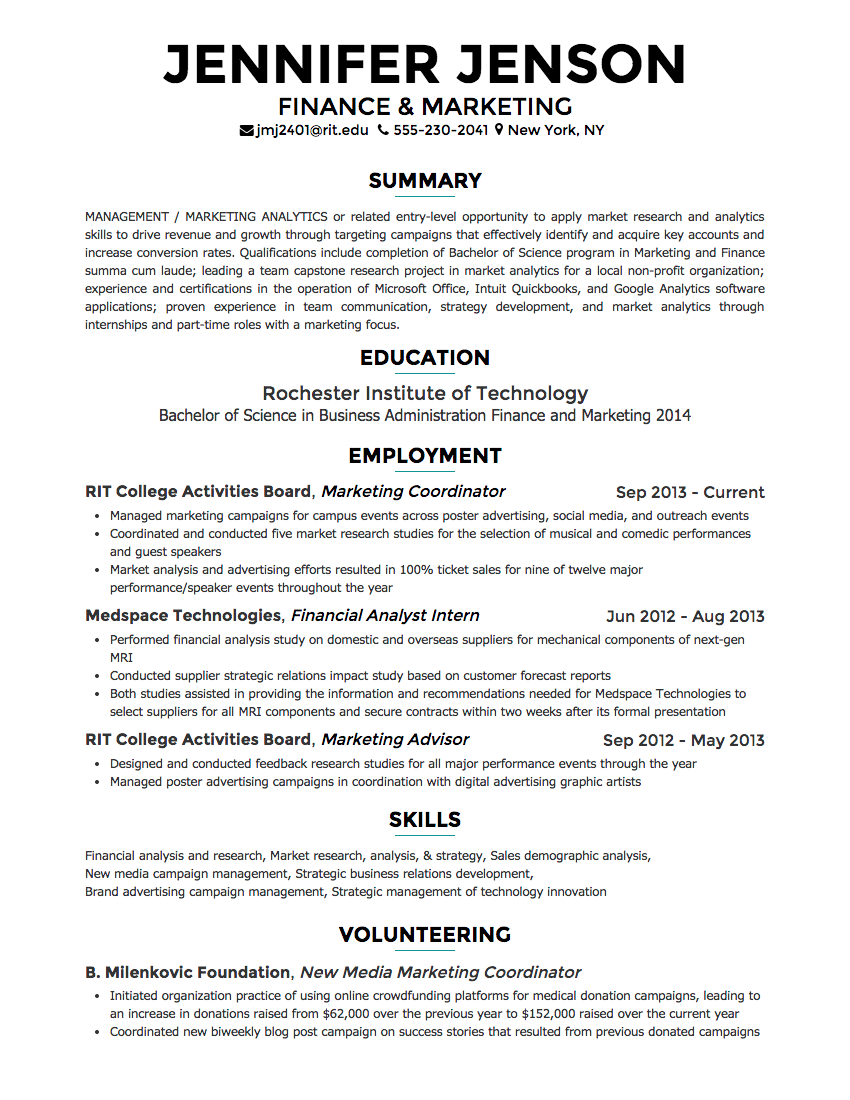 JENNIFER JENSON
FINANCE & MARKETING
jmj2401@rit.edu 555-230-2041 New York, NY
SUMMARY
MANAGEMENT / MARKETING ANALYTICS or related entry-level opportunity to apply market research and analytics
skills to drive revenue and growth through targeting campaigns that effectively identify and acquire key accounts and
increase conversion rates. Qualifications include completion of Bachelor of Science program in Marketing and Finance
summa cum laude; leading a team capstone research project in market analytics for a local non-profit organization;
experience and certifications in the operation of Microsoft Office, Intuit Quickbooks, and Google Analytics software
applications; proven experience in team communication, strategy development, and market analytics through
internships and part-time roles with a marketing focus.
EDUCATION
Rochester Institute of Technology
Bachelor of Science in Business Administration Finance and Marketing 2014
EMPLOYMENT
RIT College Activities Board, Marketing Coordinator Sep 2013 - Current
• Managed marketing campaigns for campus events across poster advertising, social media, and outreach events
• Coordinated and conducted five market research studies for the selection of musical and comedic performances
and guest speakers
• Market analysis and advertising efforts resulted in 100% ticket sales for nine of twelve major
performance/speaker events throughout the year
Medspace Technologies, Financial Analyst Intern Jun 2012 - Aug 2013
• Performed financial analysis study on domestic and overseas suppliers for mechanical components of next-gen
MRI
• Conducted supplier strategic relations impact study based on customer forecast reports
• Both studies assisted in providing the information and recommendations needed for Medspace Technologies to
select suppliers for all MRI components and secure contracts within two weeks after its formal presentation
RIT College Activities Board, Marketing Advisor Sep 2012 - May 2013
• Designed and conducted feedback research studies for all major performance events through the year
• Managed poster advertising campaigns in coordination with digital advertising graphic artists
SKILLS
Financial analysis and research, Market research, analysis, & strategy, Sales demographic analysis,
New media campaign management, Strategic business relations development,
Brand advertising campaign management, Strategic management of technology innovation
VOLUNTEERING
B. Milenkovic Foundation, New Media Marketing Coordinator
• Initiated organization practice of using online crowdfunding platforms for medical donation campaigns, leading to
an increase in donations raised from $62,000 over the previous year to $152,000 raised over the current year
• Coordinated new biweekly blog post campaign on success stories that resulted from previous donated campaigns